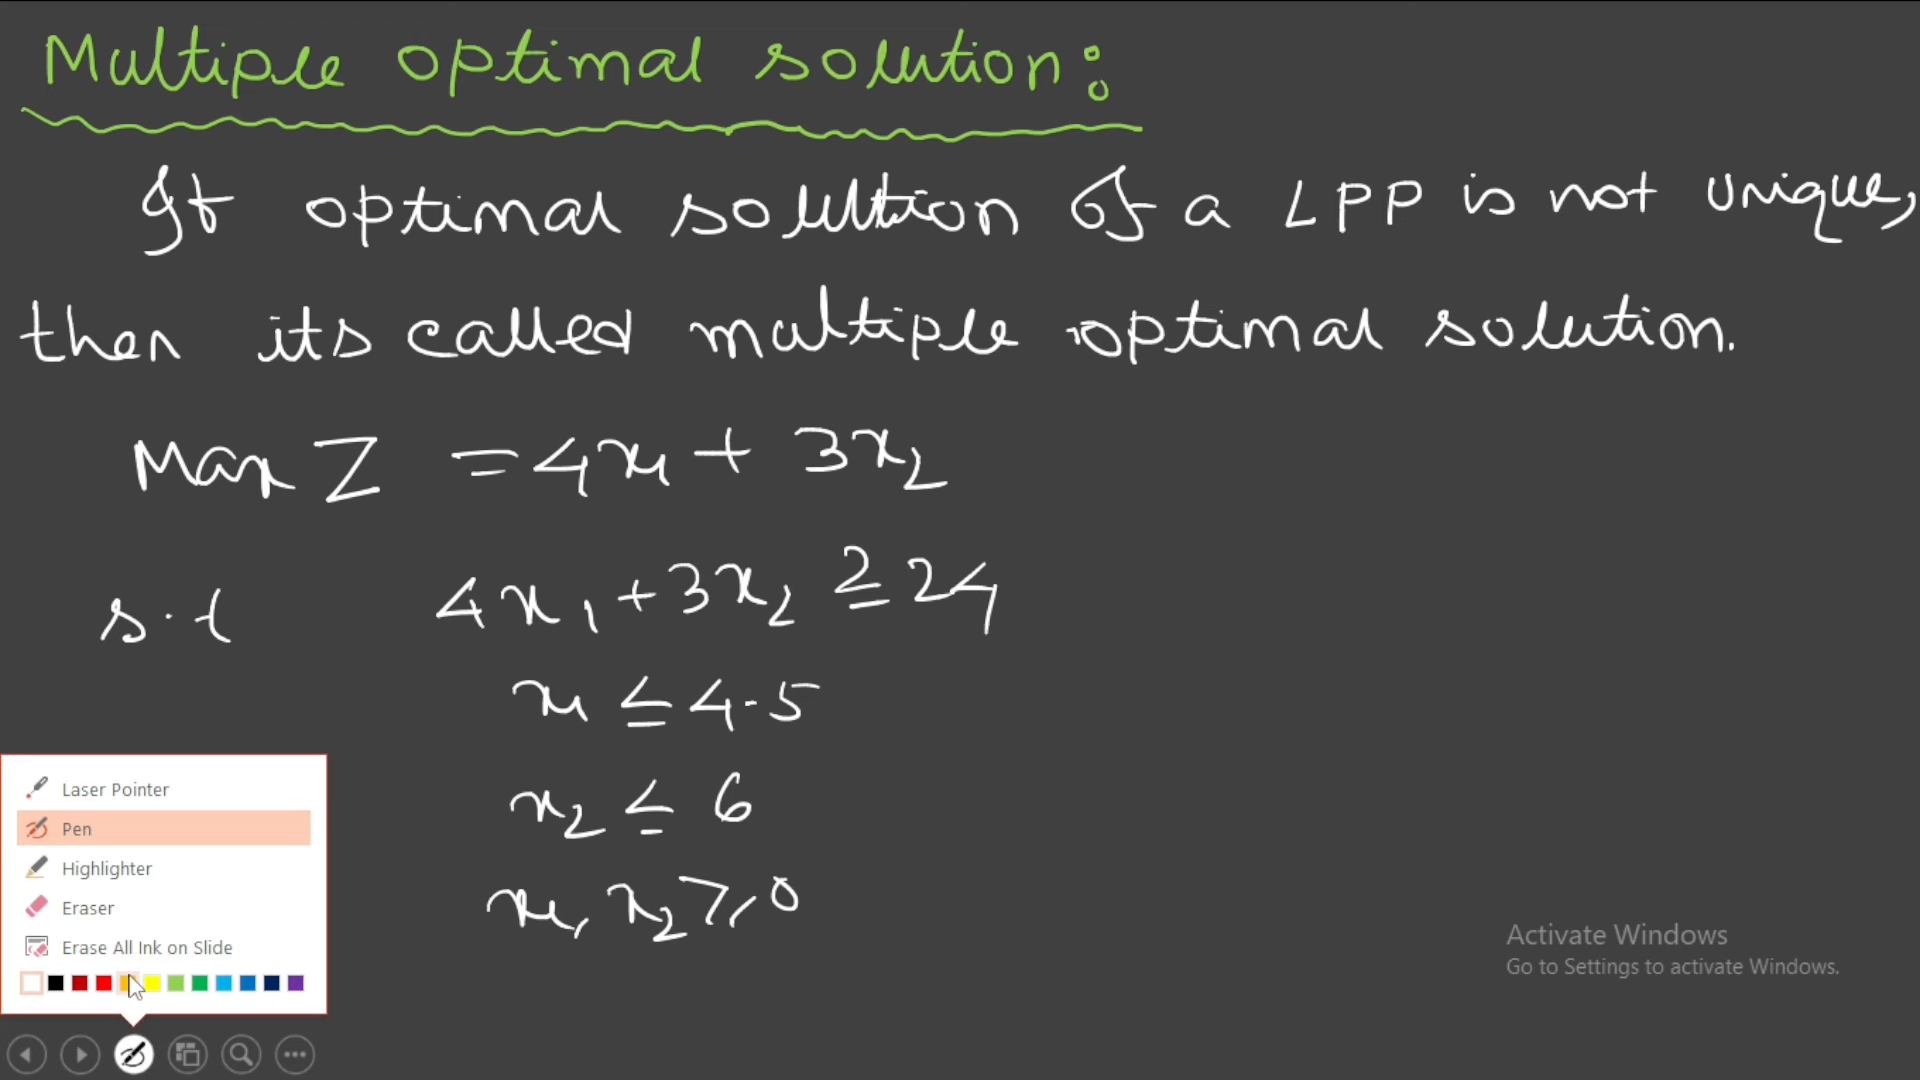 Multiple optimal solution:
If optimal solution of a LPP is not unique,
then its called multiple optimal solution.
Max Z = 4x₁ + 3x₂
s.t 4x₁ + 3x₂ ≥ 24
x₁ ≤ 4.5
x₂ ≤ 6
x₁, x₂ ≥ 0
Laser Pointer
Pen
Highlighter
Eraser
Erase All Ink on Slide
Activate Windows
Go to Settings to activate Windows.